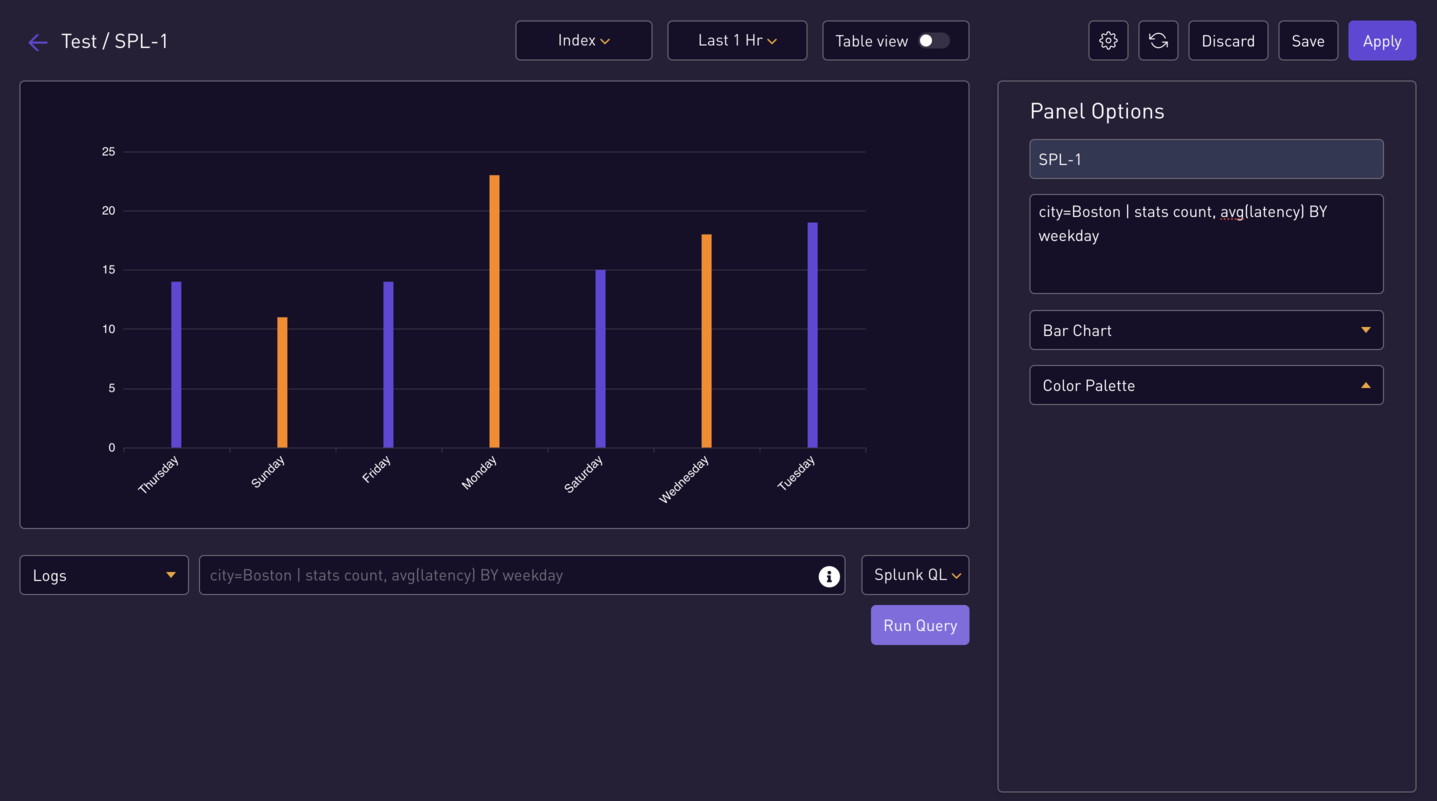 Test / SPL-1
Index
Last 1 Hr
Table view
Discard
Save
Apply
25
20
15
10
5
0
Thursday
Sunday
Friday
Monday
Saturday
Wednesday
Tuesday
Logs
city=Boston | stats count, avg(latency) BY weekday
i
Splunk QL
Run Query
Panel Options
SPL-1
city=Boston | stats count, avg(latency) BY
weekday
Bar Chart
Color Palette